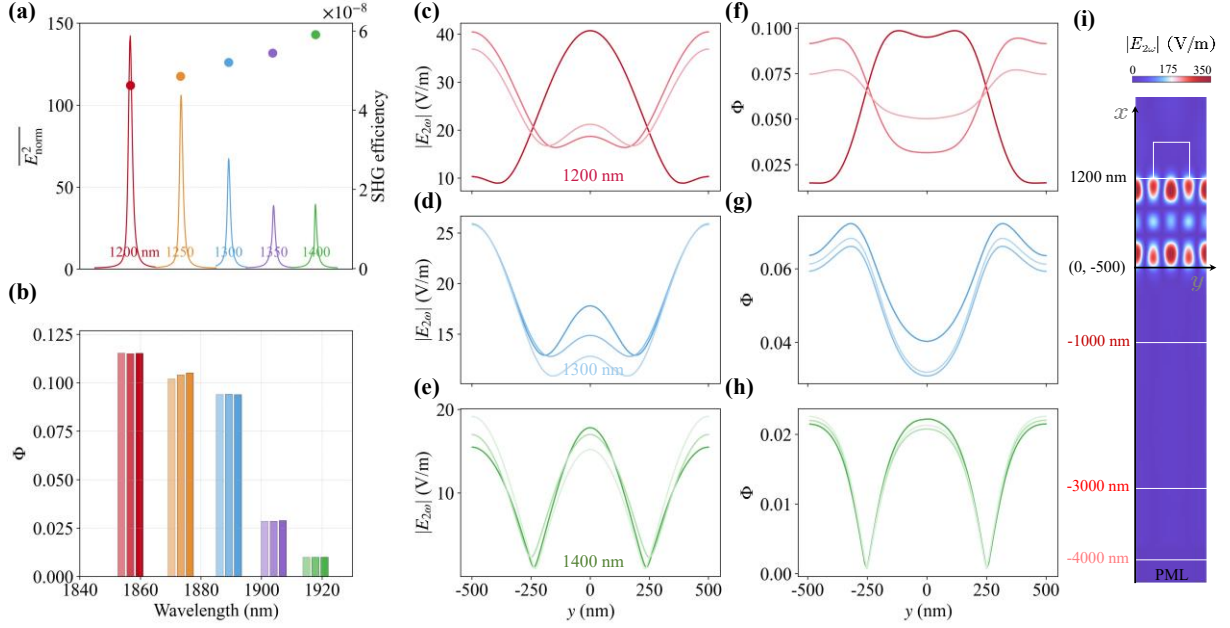 (a)
×10⁻⁸
150
100
50
0
E²norm
6
4
2
0
SHG efficiency
1200 nm
1250
1300
1350
1400
(b)
0.125
0.100
0.075
0.050
0.025
0.000
Φ
1840
1860
1880
1900
1920
Wavelength (nm)
(c)
40
30
20
10
|E2ω| (V/m)
1200 nm
(d)
25
20
15
|E2ω| (V/m)
1300 nm
(e)
20
10
|E2ω| (V/m)
1400 nm
-500
-250
0
250
500
y (nm)
(f)
0.100
0.075
0.050
0.025
Φ
(g)
0.06
0.04
Φ
(h)
0.02
0.01
0.00
Φ
-500
-250
0
250
500
y (nm)
(i)
|E2ω| (V/m)
0 175 350
x
1200 nm
(0, -500)
y
-1000 nm
-3000 nm
-4000 nm
PML